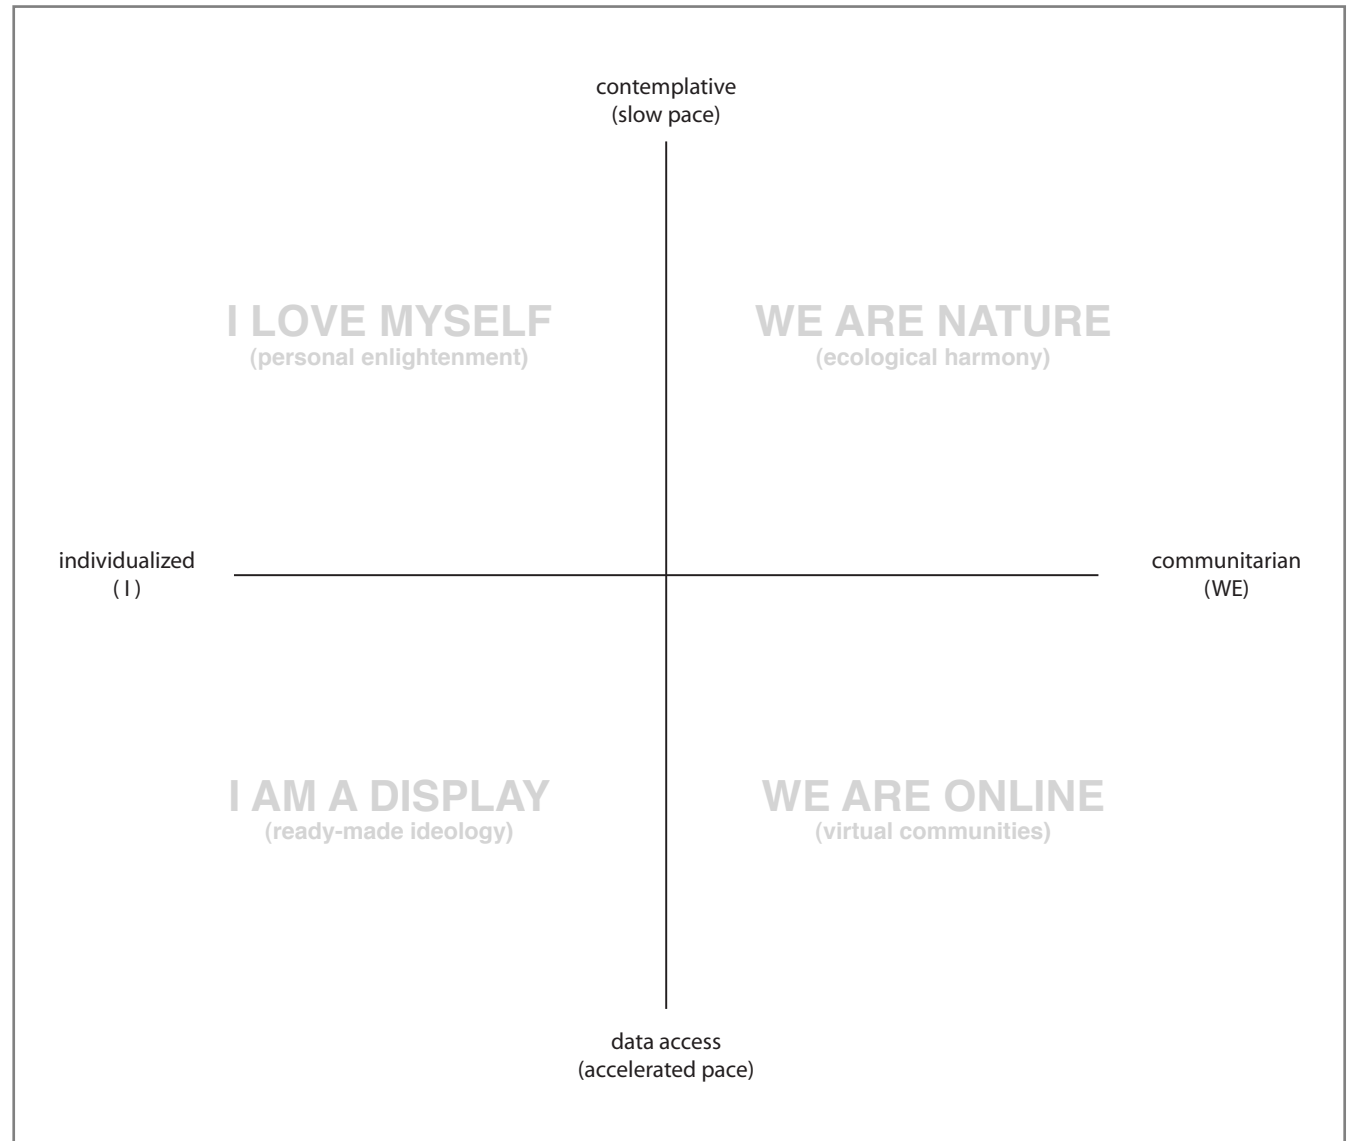 contemplative
(slow pace)
I LOVE MYSELF
(personal enlightenment)
WE ARE NATURE
(ecological harmony)
individualized
( I )
communitarian
(WE)
I AM A DISPLAY
(ready-made ideology)
WE ARE ONLINE
(virtual communities)
data access
(accelerated pace)